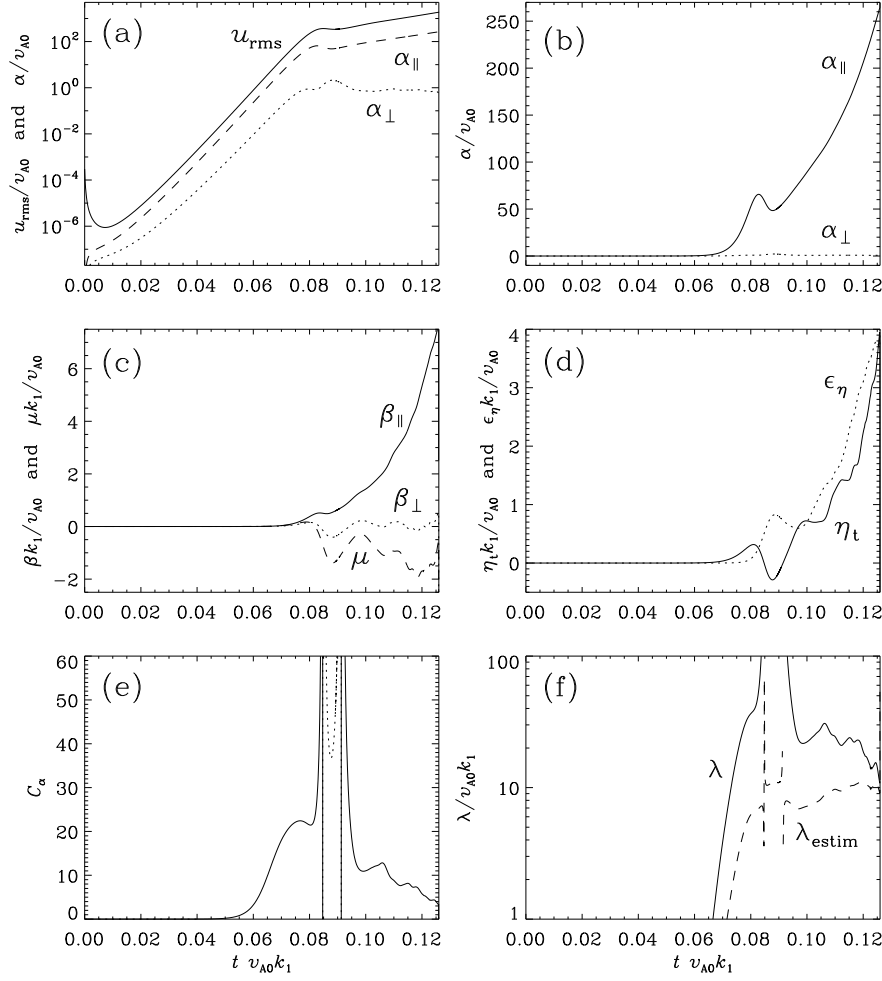 (a)
u_rms
α_∥
α_⊥
u_rms/v_A0 and α/v_A0
10^2
10^0
10^−2
10^−4
10^−6
0.00 0.02 0.04 0.06 0.08 0.10 0.12
(b)
α_∥
α_⊥
α/v_A0
250
200
150
100
50
0
0.00 0.02 0.04 0.06 0.08 0.10 0.12
(c)
β_∥
β_⊥
μ
βk_1/v_A0 and μk_1/v_A0
6
4
2
0
−2
0.00 0.02 0.04 0.06 0.08 0.10 0.12
(d)
ϵ_η
η_t
η_t k_1/v_A0 and ϵ_η k_1/v_A0
4
3
2
1
0
0.00 0.02 0.04 0.06 0.08 0.10 0.12
(e)
C_α
60
50
40
30
20
10
0
0.00 0.02 0.04 0.06 0.08 0.10 0.12
t v_A0 k_1
(f)
λ
λ_estim
λ/v_A0 k_1
100
10
1
0.00 0.02 0.04 0.06 0.08 0.10 0.12
t v_A0 k_1